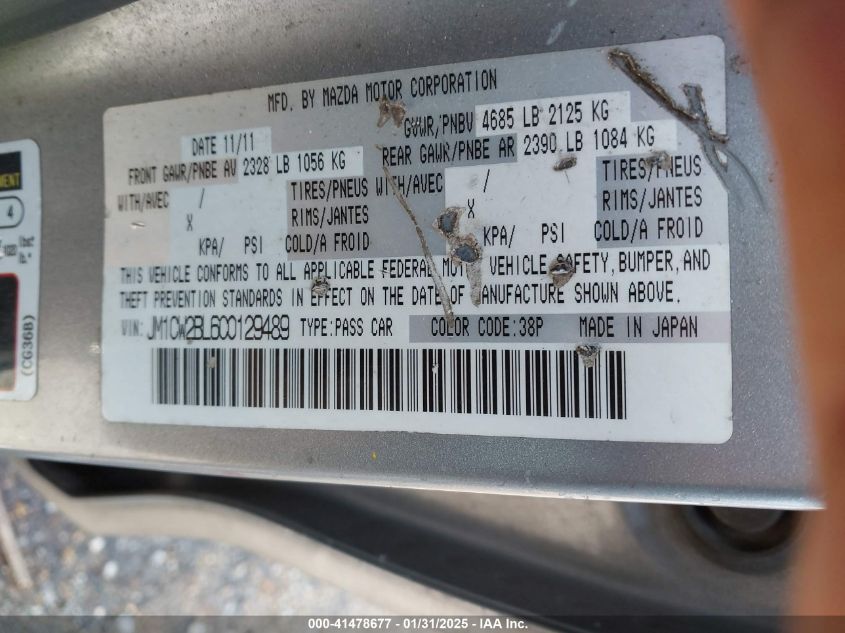 MFD. BY MAZDA MOTOR CORPORATION
DATE 11/11 GVWR/PNBV 4685 LB 2125 KG
FRONT GAWR/PNBE AV 2328 LB 1056 KG REAR GAWR/PNBE AR 2390 LB 1084 KG
WITH/AVEC / TIRES/PNEUS WITH/AVEC / TIRES/PNEUS
X RIMS/JANTES X RIMS/JANTES
KPA/ PSI COLD/A FROID KPA/ PSI COLD/A FROID
THIS VEHICLE CONFORMS TO ALL APPLICABLE FEDERAL MOTOR VEHICLE SAFETY, BUMPER, AND
THEFT PREVENTION STANDARDS IN EFFECT ON THE DATE OF MANUFACTURE SHOWN ABOVE.
VIN: JM1CW2BL6C0129489 TYPE:PASS CAR COLOR CODE:38P MADE IN JAPAN
4
(CG36B)
000-41478677 - 01/31/2025 - IAA Inc.